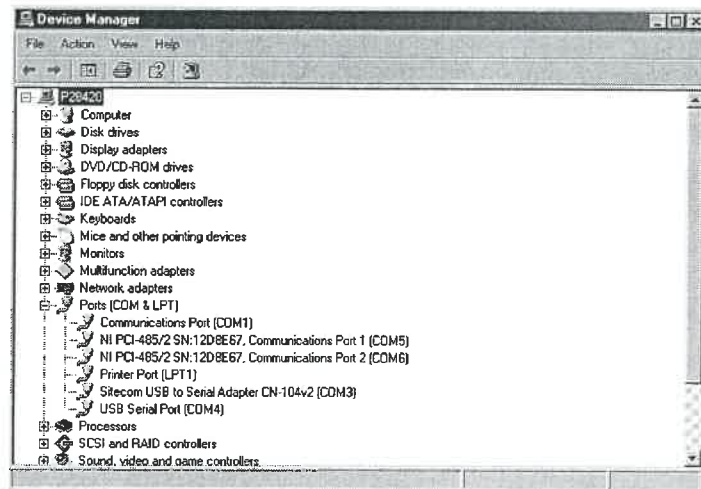 Device Manager
File Action View Help
P28420
Computer
Disk drives
Display adapters
DVD/CD-ROM drives
Floppy disk controllers
IDE ATA/ATAPI controllers
Keyboards
Mice and other pointing devices
Monitors
Multifunction adapters
Network adapters
Ports (COM & LPT)
Communications Port (COM1)
NI PCI-485/2 SN:12D8E67, Communications Port 1 (COM5)
NI PCI-485/2 SN:12D8E67, Communications Port 2 (COM6)
Printer Port (LPT1)
Sitecom USB to Serial Adapter CN-104v2 (COM3)
USB Serial Port (COM4)
Processors
SCSI and RAID controllers
Sound, video and game controllers